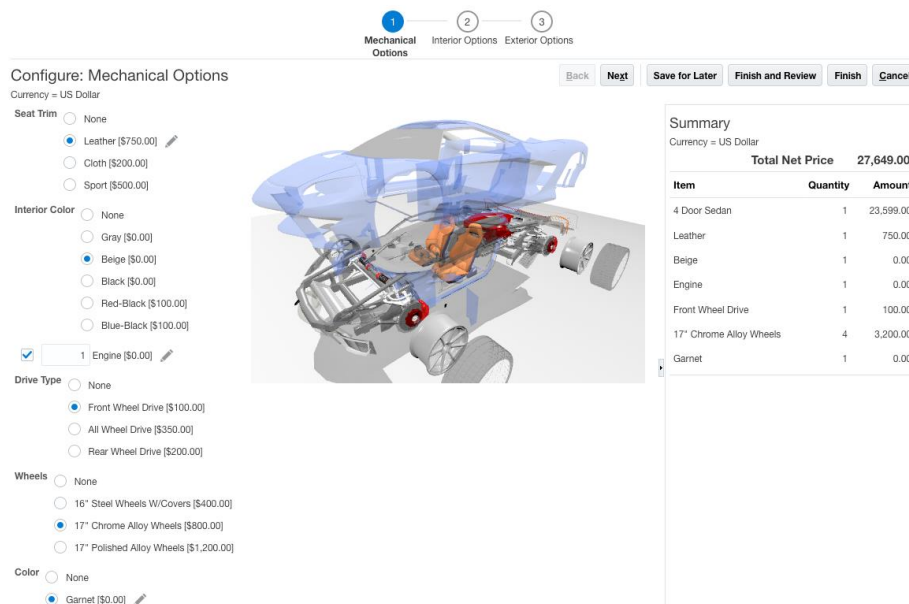 1
2
3
Mechanical
Options
Interior Options
Exterior Options
Configure: Mechanical Options
Currency = US Dollar
Back
Next
Save for Later
Finish and Review
Finish
Cancel
Seat Trim
None
Leather [$750.00]
Cloth [$200.00]
Sport [$500.00]
Interior Color
None
Gray [$0.00]
Beige [$0.00]
Black [$0.00]
Red-Black [$100.00]
Blue-Black [$100.00]
1 Engine [$0.00]
Drive Type
None
Front Wheel Drive [$100.00]
All Wheel Drive [$350.00]
Rear Wheel Drive [$200.00]
Wheels
None
16" Steel Wheels W/Covers [$400.00]
17" Chrome Alloy Wheels [$800.00]
17" Polished Alloy Wheels [$1,200.00]
Color
None
Garnet [$0.00]
Summary
Currency = US Dollar
Total Net Price 27,649.00
Item Quantity Amount
4 Door Sedan 1 23,599.00
Leather 1 750.00
Beige 1 0.00
Engine 1 0.00
Front Wheel Drive 1 100.00
17" Chrome Alloy Wheels 4 3,200.00
Garnet 1 0.00